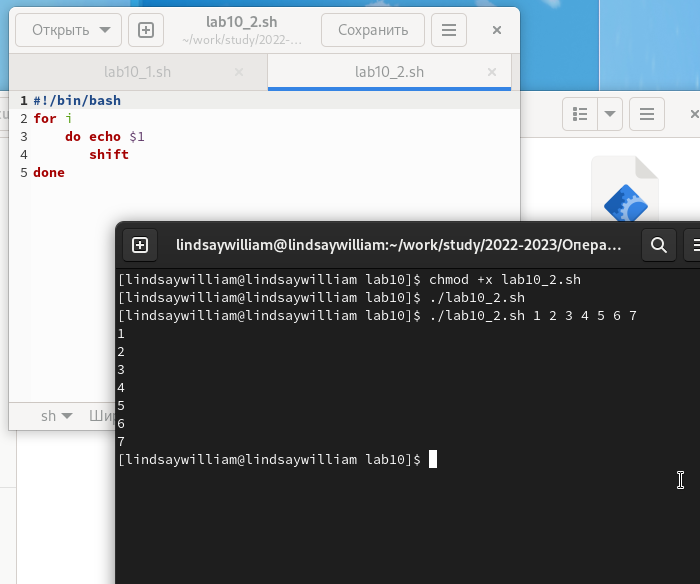 Открыть
lab10_2.sh
~/work/study/2022-…
Сохранить
lab10_1.sh
lab10_2.sh
1 #!/bin/bash
2 for i
3     do echo $1
4        shift
5 done
sh
lindsaywilliam@lindsaywilliam:~/work/study/2022-2023/Опера…
[lindsaywilliam@lindsaywilliam lab10]$ chmod +x lab10_2.sh
[lindsaywilliam@lindsaywilliam lab10]$ ./lab10_2.sh
[lindsaywilliam@lindsaywilliam lab10]$ ./lab10_2.sh 1 2 3 4 5 6 7
1
2
3
4
5
6
7
[lindsaywilliam@lindsaywilliam lab10]$